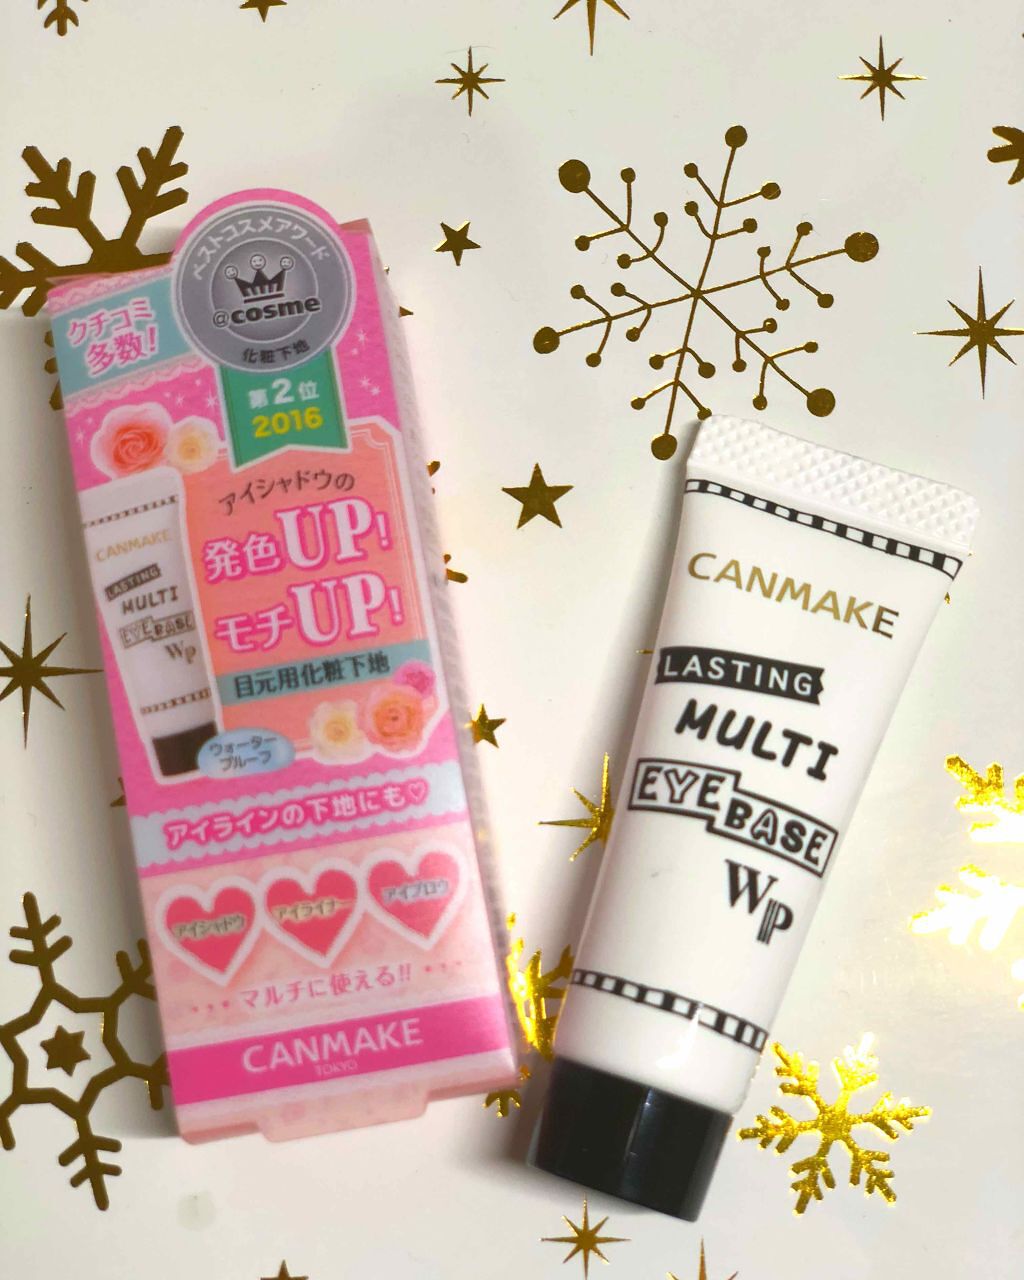 ベストコスメアワード
@cosme
化粧下地
第2位
2016
クチコミ
多数!
アイシャドウの
発色UP!
モチUP!
目元用化粧下地
ウォーター
プルーフ
CANMAKE
LASTING
MULTI
EYE BASE
WP
アイラインの下地にも♡
アイシャドウ
アイライナー
アイブロウ
マルチに使える!!
CANMAKE
TOKYO
CANMAKE
LASTING
MULTI
EYE BASE
WP